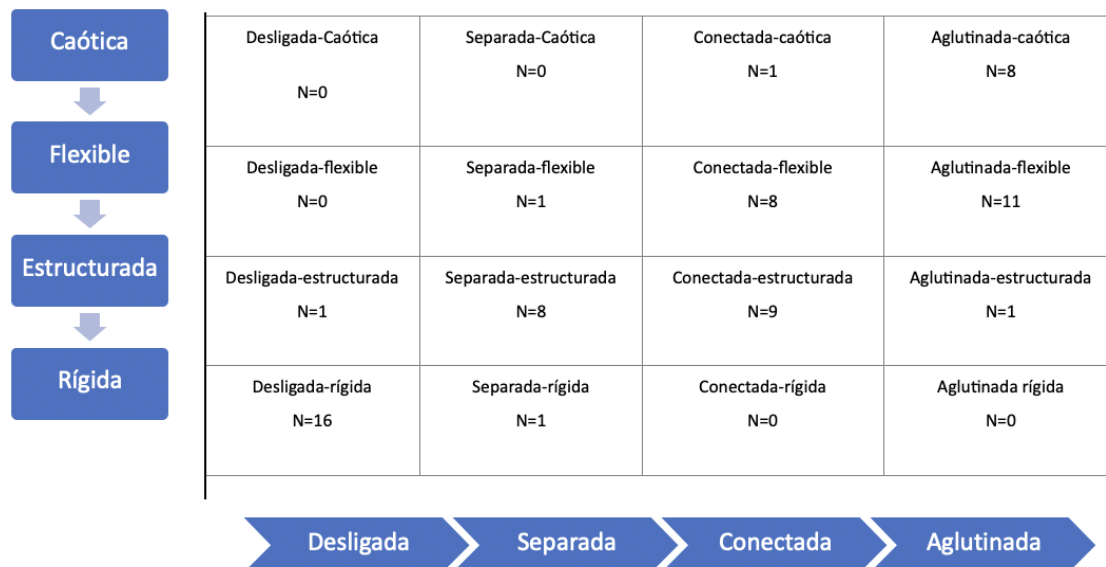 Caótica
Desligada-Caótica
N=0
Separada-Caótica
N=0
Conectada-caótica
N=1
Aglutinada-caótica
N=8
Flexible
Desligada-flexible
N=0
Separada-flexible
N=1
Conectada-flexible
N=8
Aglutinada-flexible
N=11
Estructurada
Desligada-estructurada
N=1
Separada-estructurada
N=8
Conectada-estructurada
N=9
Aglutinada-estructurada
N=1
Rígida
Desligada-rígida
N=16
Separada-rígida
N=1
Conectada-rígida
N=0
Aglutinada rígida
N=0
Desligada
Separada
Conectada
Aglutinada